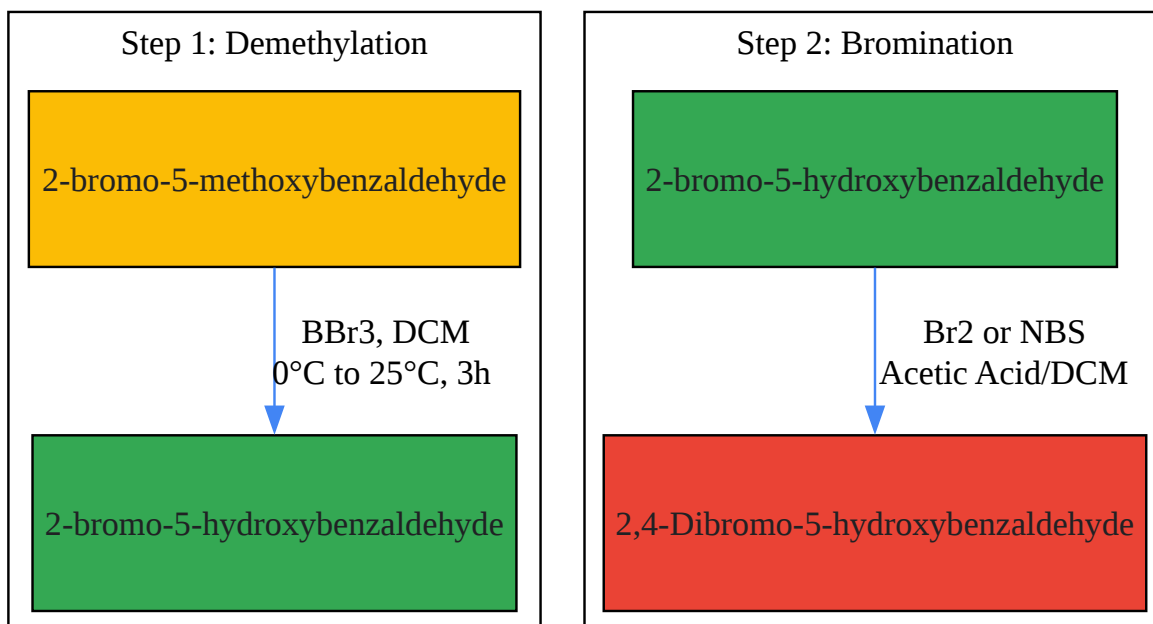 Step 1: Demethylation
2-bromo-5-methoxybenzaldehyde
BBr3, DCM
0°C to 25°C, 3h
2-bromo-5-hydroxybenzaldehyde
Step 2: Bromination
2-bromo-5-hydroxybenzaldehyde
Br2 or NBS
Acetic Acid/DCM
2,4-Dibromo-5-hydroxybenzaldehyde